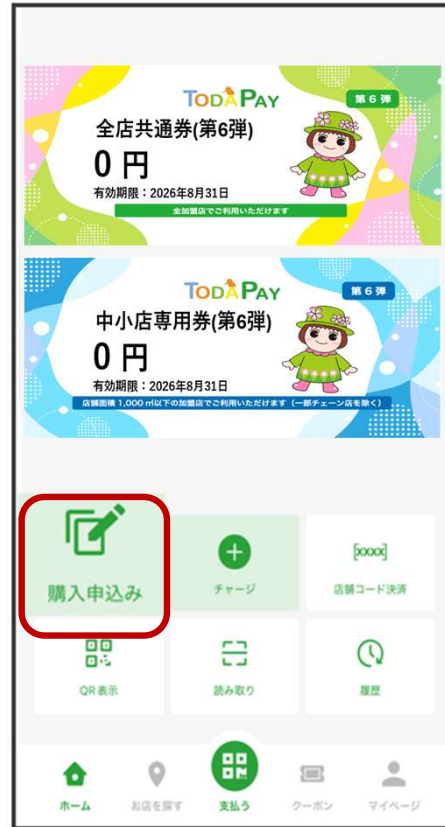 TODAPAY
第6弾
全店共通券(第6弾)
0 円
有効期限：2026年8月31日
全加盟店でご利用いただけます
TODAPAY
第6弾
中小店専用券(第6弾)
0 円
有効期限：2026年8月31日
店舗面積 1,000 ㎡以下の加盟店でご利用いただけます（一部チェーン店を除く）
購入申込み
チャージ
[xxxx]
店舗コード決済
QR 表示
読み取り
履歴
ホーム
お店を探す
支払う
クーポン
マイページ